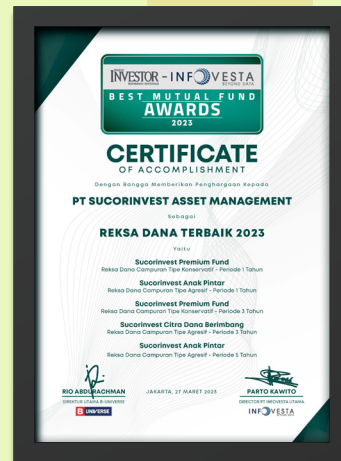 INVESTOR - INFOVESTA
BEYOND DATA
BEST MUTUAL FUND
AWARDS
2023
CERTIFICATE
OF ACCOMPLISHMENT
Dengan Bangga Memberikan Penghargaan Kepada
PT SUCORINVEST ASSET MANAGEMENT
Sebagai
REKSA DANA TERBAIK 2023
Yaitu
Sucorinvest Premium Fund
Reksa Dana Campuran Tipe Konservatif - Periode 1 Tahun
Sucorinvest Anak Pintar
Reksa Dana Campuran Tipe Agresif - Periode 1 Tahun
Sucorinvest Premium Fund
Reksa Dana Campuran Tipe Konservatif - Periode 3 Tahun
Sucorinvest Citra Dana Berimbang
Reksa Dana Campuran Tipe Agresif - Periode 3 Tahun
Sucorinvest Anak Pintar
Reksa Dana Campuran Tipe Agresif - Periode 5 Tahun
RIO ABDURACHMAN
DIREKTUR UTAMA B-UNIVERSE
B UNIVERSE
JAKARTA, 27 MARET 2023
PARTO KAWITO
DIRECTOR PT INFOVESTA UTAMA
INFOVESTA